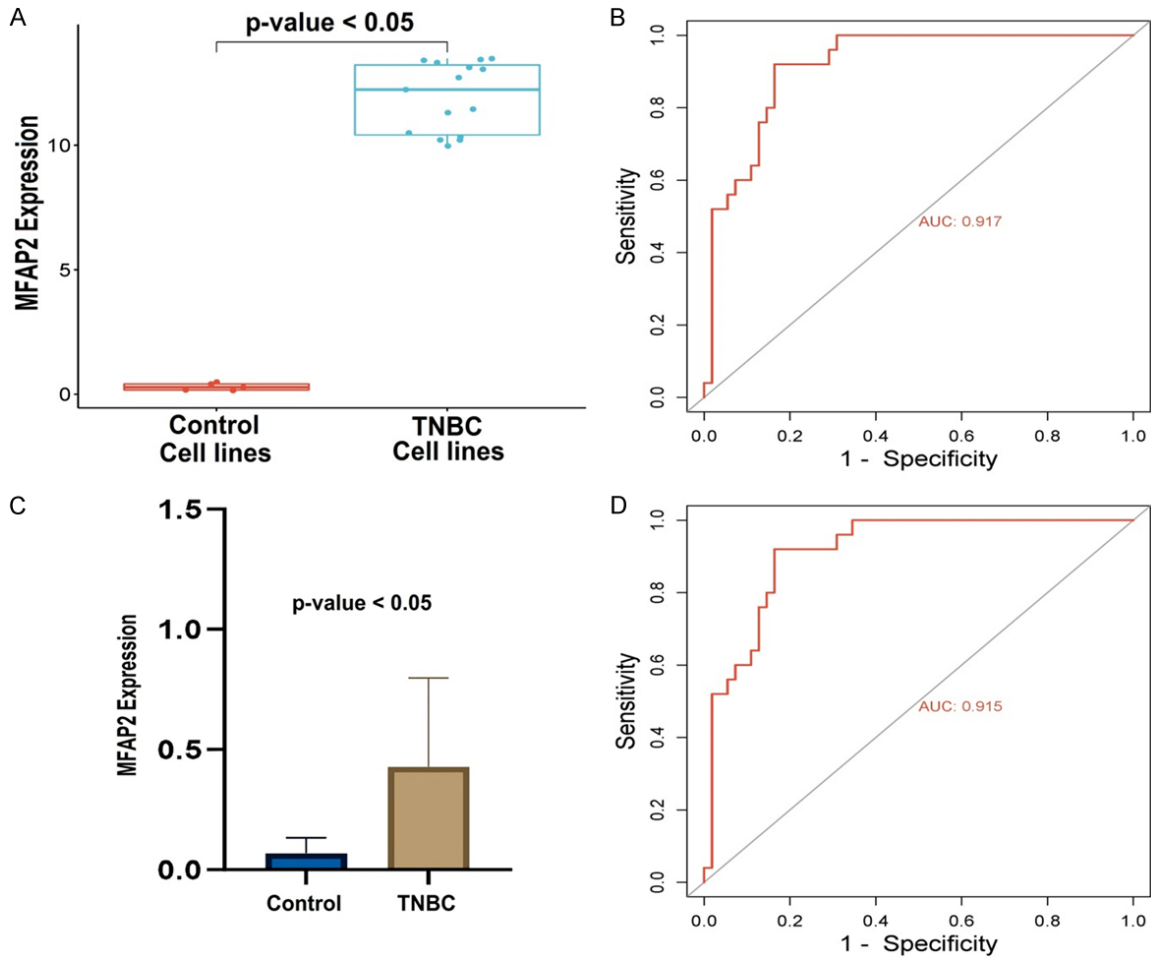 A
p-value < 0.05
MFAP2 Expression
10
5
0
Control
Cell lines
TNBC
Cell lines
B
Sensitivity
1.0
0.8
0.6
0.4
0.2
0.0
AUC: 0.917
0.0 0.2 0.4 0.6 0.8 1.0
1 - Specificity
C
MFAP2 Expression
1.5
1.0
0.5
0.0
p-value < 0.05
Control TNBC
D
Sensitivity
1.0
0.8
0.6
0.4
0.2
0.0
AUC: 0.915
0.0 0.2 0.4 0.6 0.8 1.0
1 - Specificity